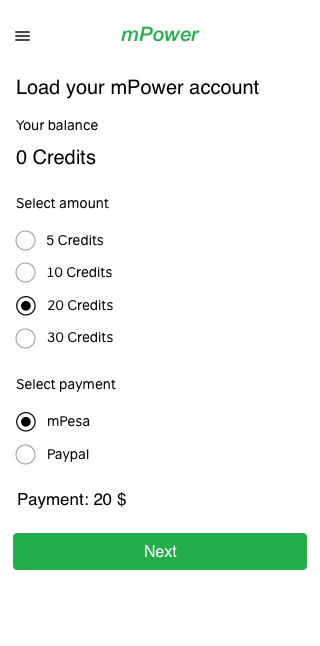 mPower
Load your mPower account
Your balance
0 Credits
Select amount
5 Credits
10 Credits
20 Credits
30 Credits
Select payment
mPesa
Paypal
Payment: 20 $
Next